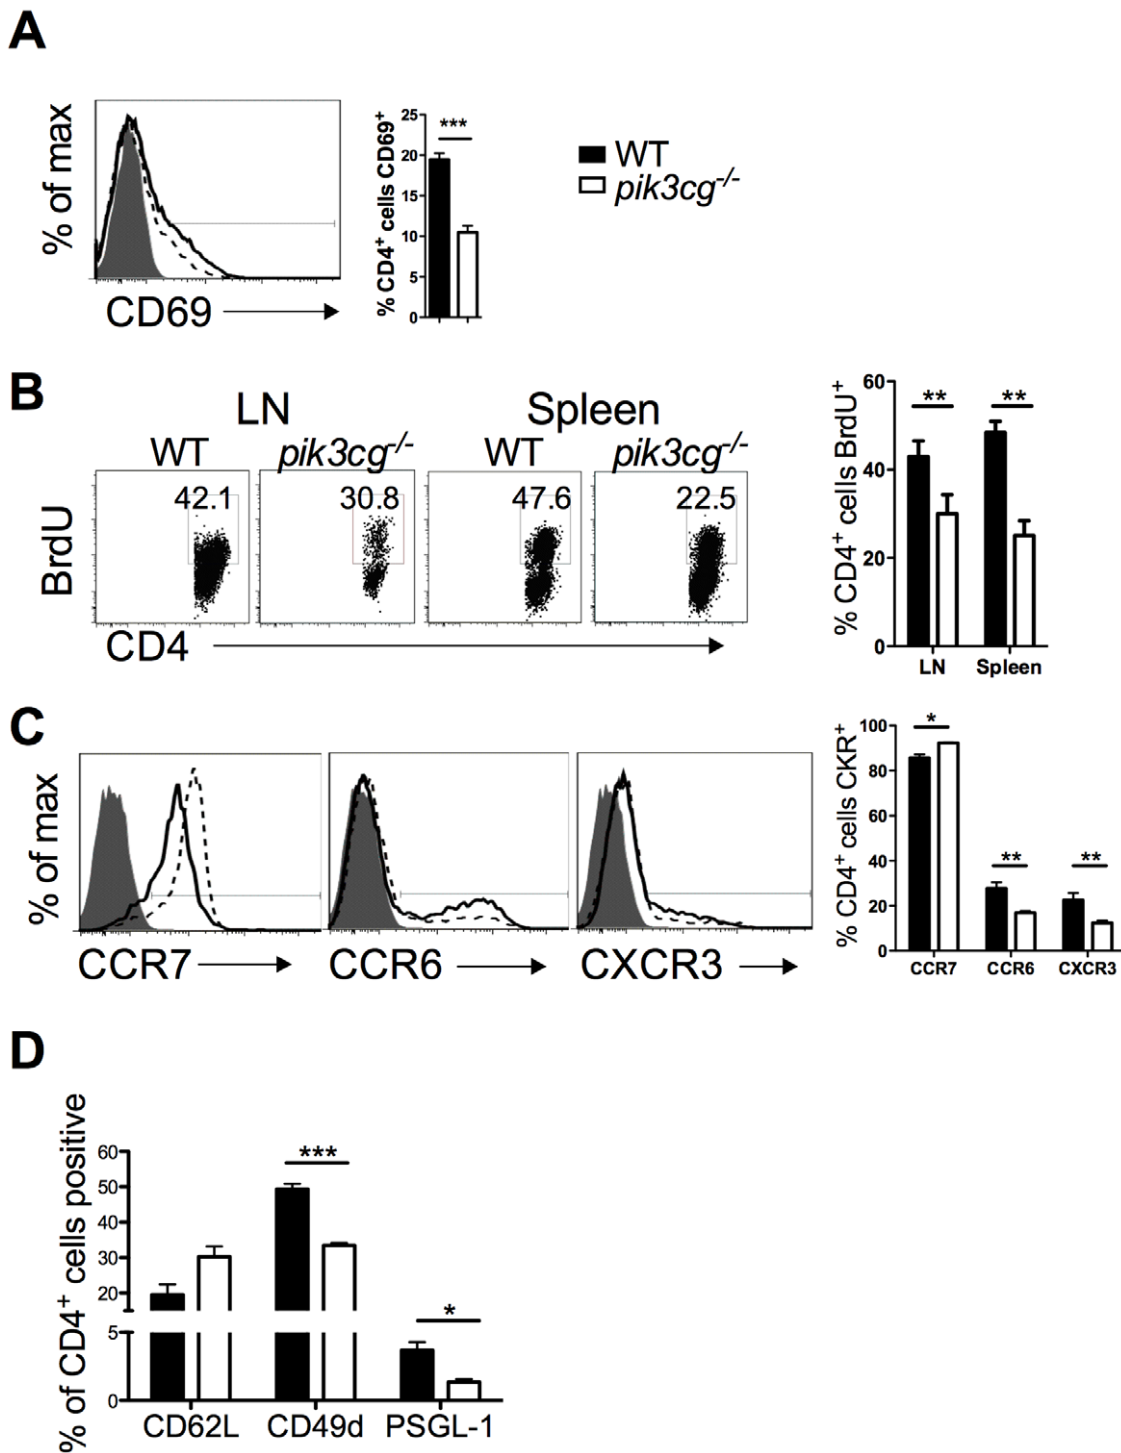 A
% of max
CD69
% CD4⁺ cells CD69⁺
25
20
15
10
5
0
***
WT
pik3cg⁻/⁻
B
LN
Spleen
WT
pik3cg⁻/⁻
WT
pik3cg⁻/⁻
42.1
30.8
47.6
22.5
BrdU
CD4
% CD4⁺ cells BrdU⁺
60
40
20
0
**
**
LN
Spleen
C
% of max
CCR7
CCR6
CXCR3
% CD4⁺ cells CKR⁺
100
80
60
40
20
0
*
**
**
CCR7
CCR6
CXCR3
D
% of CD4⁺ cells positive
60
50
40
30
20
5
0
***
*
CD62L
CD49d
PSGL-1